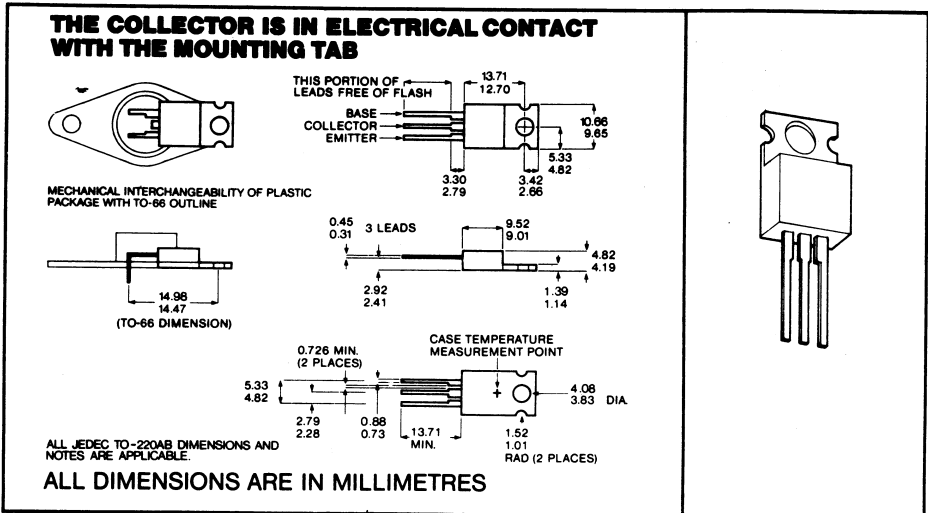 THE COLLECTOR IS IN ELECTRICAL CONTACT
WITH THE MOUNTING TAB
THIS PORTION OF
LEADS FREE OF FLASH
13.71
12.70
BASE
COLLECTOR
EMITTER
10.66
9.65
5.33
4.82
3.30
2.79
3.42
2.66
MECHANICAL INTERCHANGEABILITY OF PLASTIC
PACKAGE WITH TO-66 OUTLINE
0.45
0.31
3 LEADS
9.52
9.01
4.82
4.19
2.92
2.41
1.39
1.14
14.98
14.47
(TO-66 DIMENSION)
CASE TEMPERATURE
MEASUREMENT POINT
0.726 MIN.
(2 PLACES)
5.33
4.82
4.08
3.83 DIA.
2.79
2.28
0.88
0.73
13.71
MIN.
1.52
1.01
RAD (2 PLACES)
ALL JEDEC TO-220AB DIMENSIONS AND
NOTES ARE APPLICABLE.
ALL DIMENSIONS ARE IN MILLIMETRES